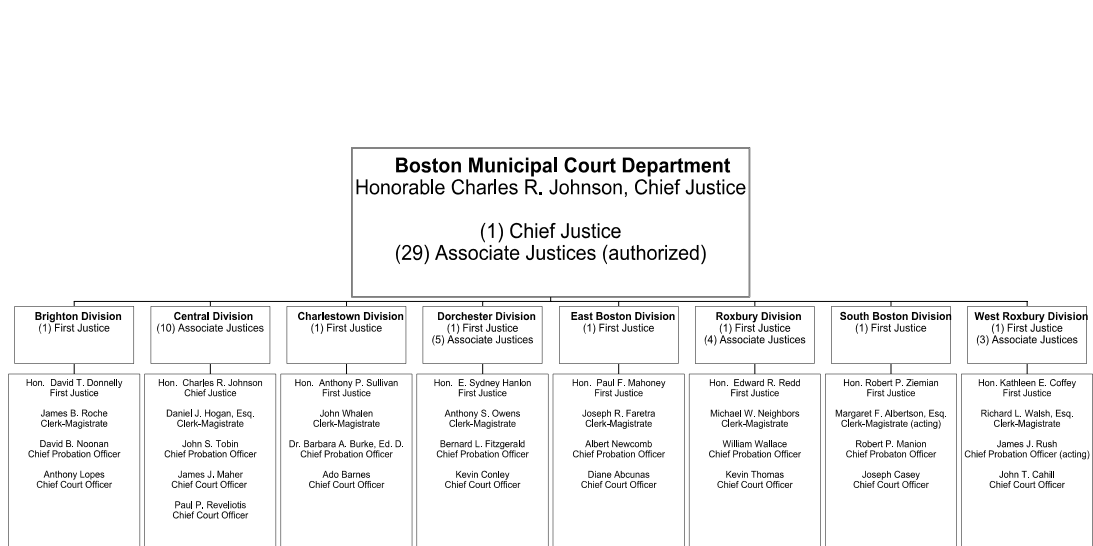 Boston Municipal Court Department
Honorable Charles R. Johnson, Chief Justice
(1) Chief Justice
(29) Associate Justices (authorized)
Brighton Division
(1) First Justice
Central Division
(10) Associate Justices
Charlestown Division
(1) First Justice
Dorchester Division
(1) First Justice
(5) Associate Justices
East Boston Division
(1) First Justice
Roxbury Division
(1) First Justice
(4) Associate Justices
South Boston Division
(1) First Justice
West Roxbury Division
(1) First Justice
(3) Associate Justices
Hon. David T. Donnelly
First Justice
James B. Roche
Clerk-Magistrate
David B. Noonan
Chief Probation Officer
Anthony Lopes
Chief Court Officer
Hon. Charles R. Johnson
Chief Justice
Daniel J. Hogan, Esq.
Clerk-Magistrate
John S. Tobin
Chief Probation Officer
James J. Maher
Chief Court Officer
Paul P. Reveliotis
Chief Court Officer
Hon. Anthony P. Sullivan
First Justice
John Whalen
Clerk-Magistrate
Dr. Barbara A. Burke, Ed. D.
Chief Probation Officer
Ado Barnes
Chief Court Officer
Hon. E. Sydney Hanlon
First Justice
Anthony S. Owens
Clerk-Magistrate
Bernard L. Fitzgerald
Chief Probation Officer
Kevin Conley
Chief Court Officer
Hon. Paul F. Mahoney
First Justice
Joseph R. Faretra
Clerk-Magistrate
Albert Newcomb
Chief Probation Officer
Diane Abcunas
Chief Court Officer
Hon. Edward R. Redd
First Justice
Michael W. Neighbors
Clerk-Magistrate
William Wallace
Chief Probation Officer
Kevin Thomas
Chief Court Officer
Hon. Robert P. Ziemian
First Justice
Margaret F. Albertson, Esq.
Clerk-Magistrate (acting)
Robert P. Manion
Chief Probaton Officer
Joseph Casey
Chief Court Officer
Hon. Kathleen E. Coffey
First Justice
Richard L. Walsh, Esq.
Clerk-Magistrate
James J. Rush
Chief Probation Officer (acting)
John T. Cahill
Chief Court Officer